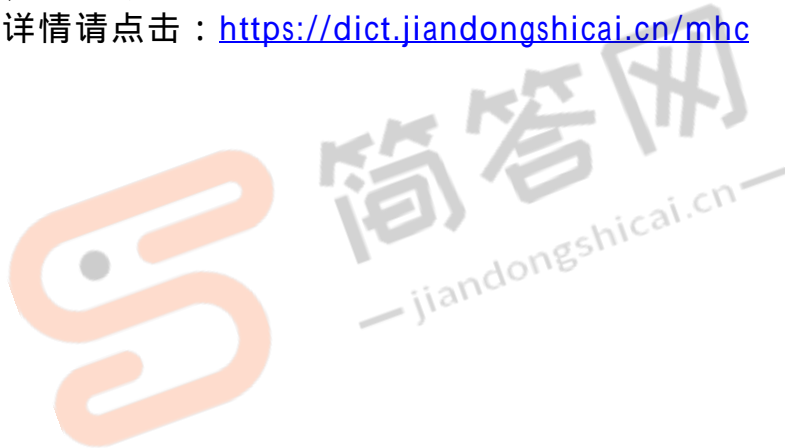 详情请点击：https://dict.jiandongshicai.cn/mhc
简答网
jiandongshicai.cn